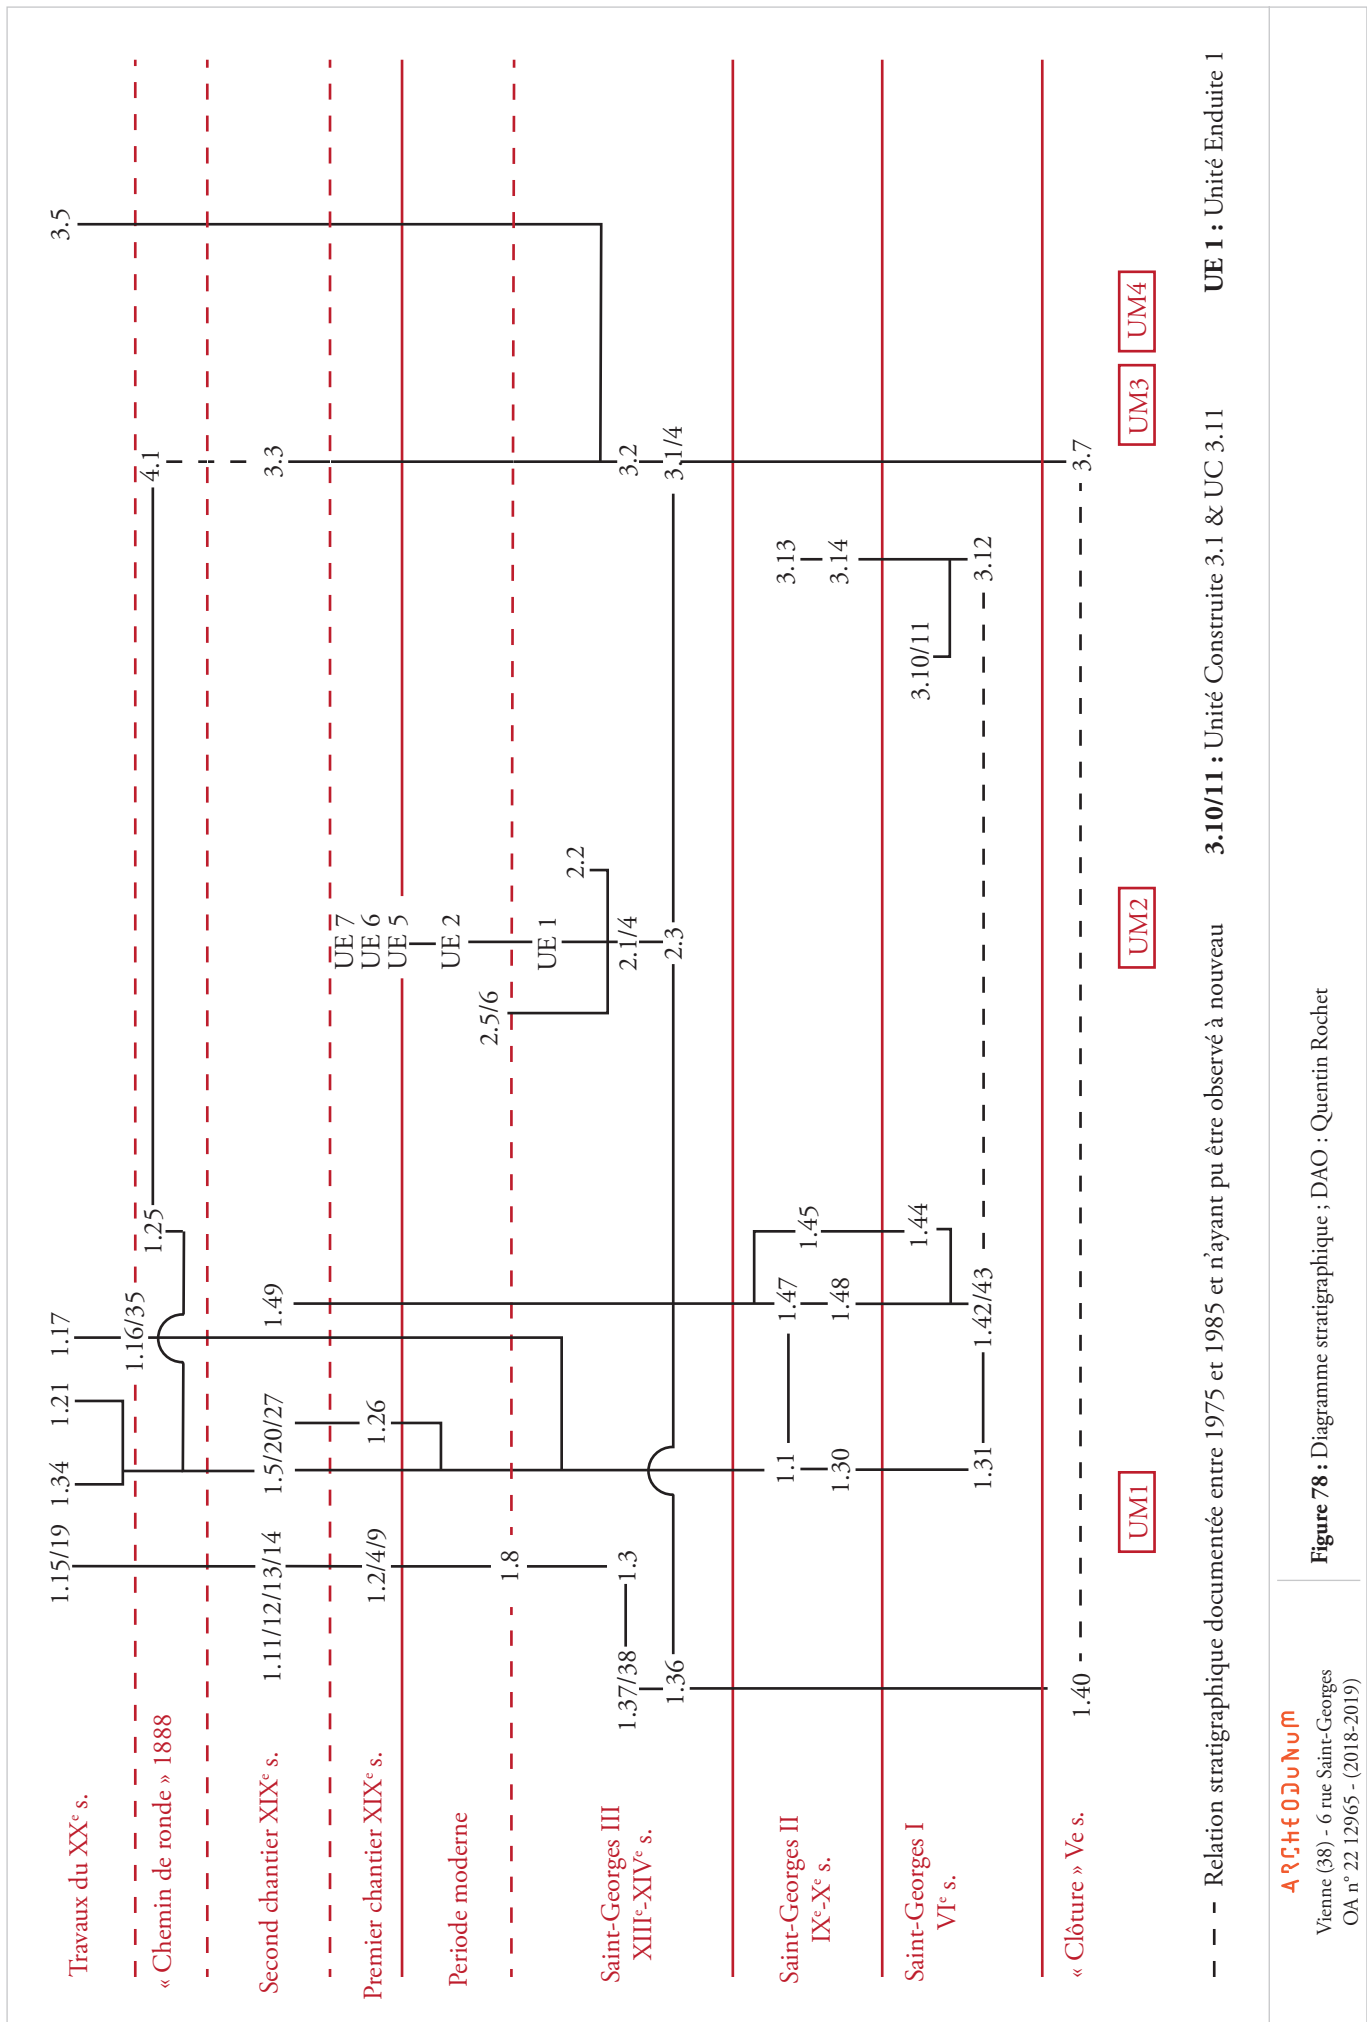 Travaux du XXe s.
1.15/19
1.34
1.21
1.17
3.5
« Chemin de ronde » 1888
1.16/35
1.25
4.1
Second chantier XIXe s.
1.11/12/13/14
1.5/20/27
1.49
3.3
Premier chantier XIXe s.
1.2/4/9
1.26
UE 7
UE 6
UE 5
Periode moderne
UE 2
2.5/6
1.8
Saint-Georges III
XIIIe-XIVe s.
UE 1
2.2
1.37/38
1.3
2.1/4
3.2
1.36
2.3
3.1/4
Saint-Georges II
IXe-Xe s.
1.1
1.47
1.45
3.13
1.30
1.48
3.14
Saint-Georges I
VIe s.
1.44
3.10/11
1.31
1.42/43
3.12
« Clôture » Ve s.
1.40
3.7
UM1
UM2
UM3
UM4
Relation stratigraphique documentée entre 1975 et 1985 et n'ayant pu être observé à nouveau
3.10/11 : Unité Construite 3.1 & UC 3.11
UE 1 : Unité Enduite 1
ARCHEODUNUM
Vienne (38) - 6 rue Saint-Georges
OA n° 22 12965 - (2018-2019)
Figure 78 : Diagramme stratigraphique ; DAO : Quentin Rochet